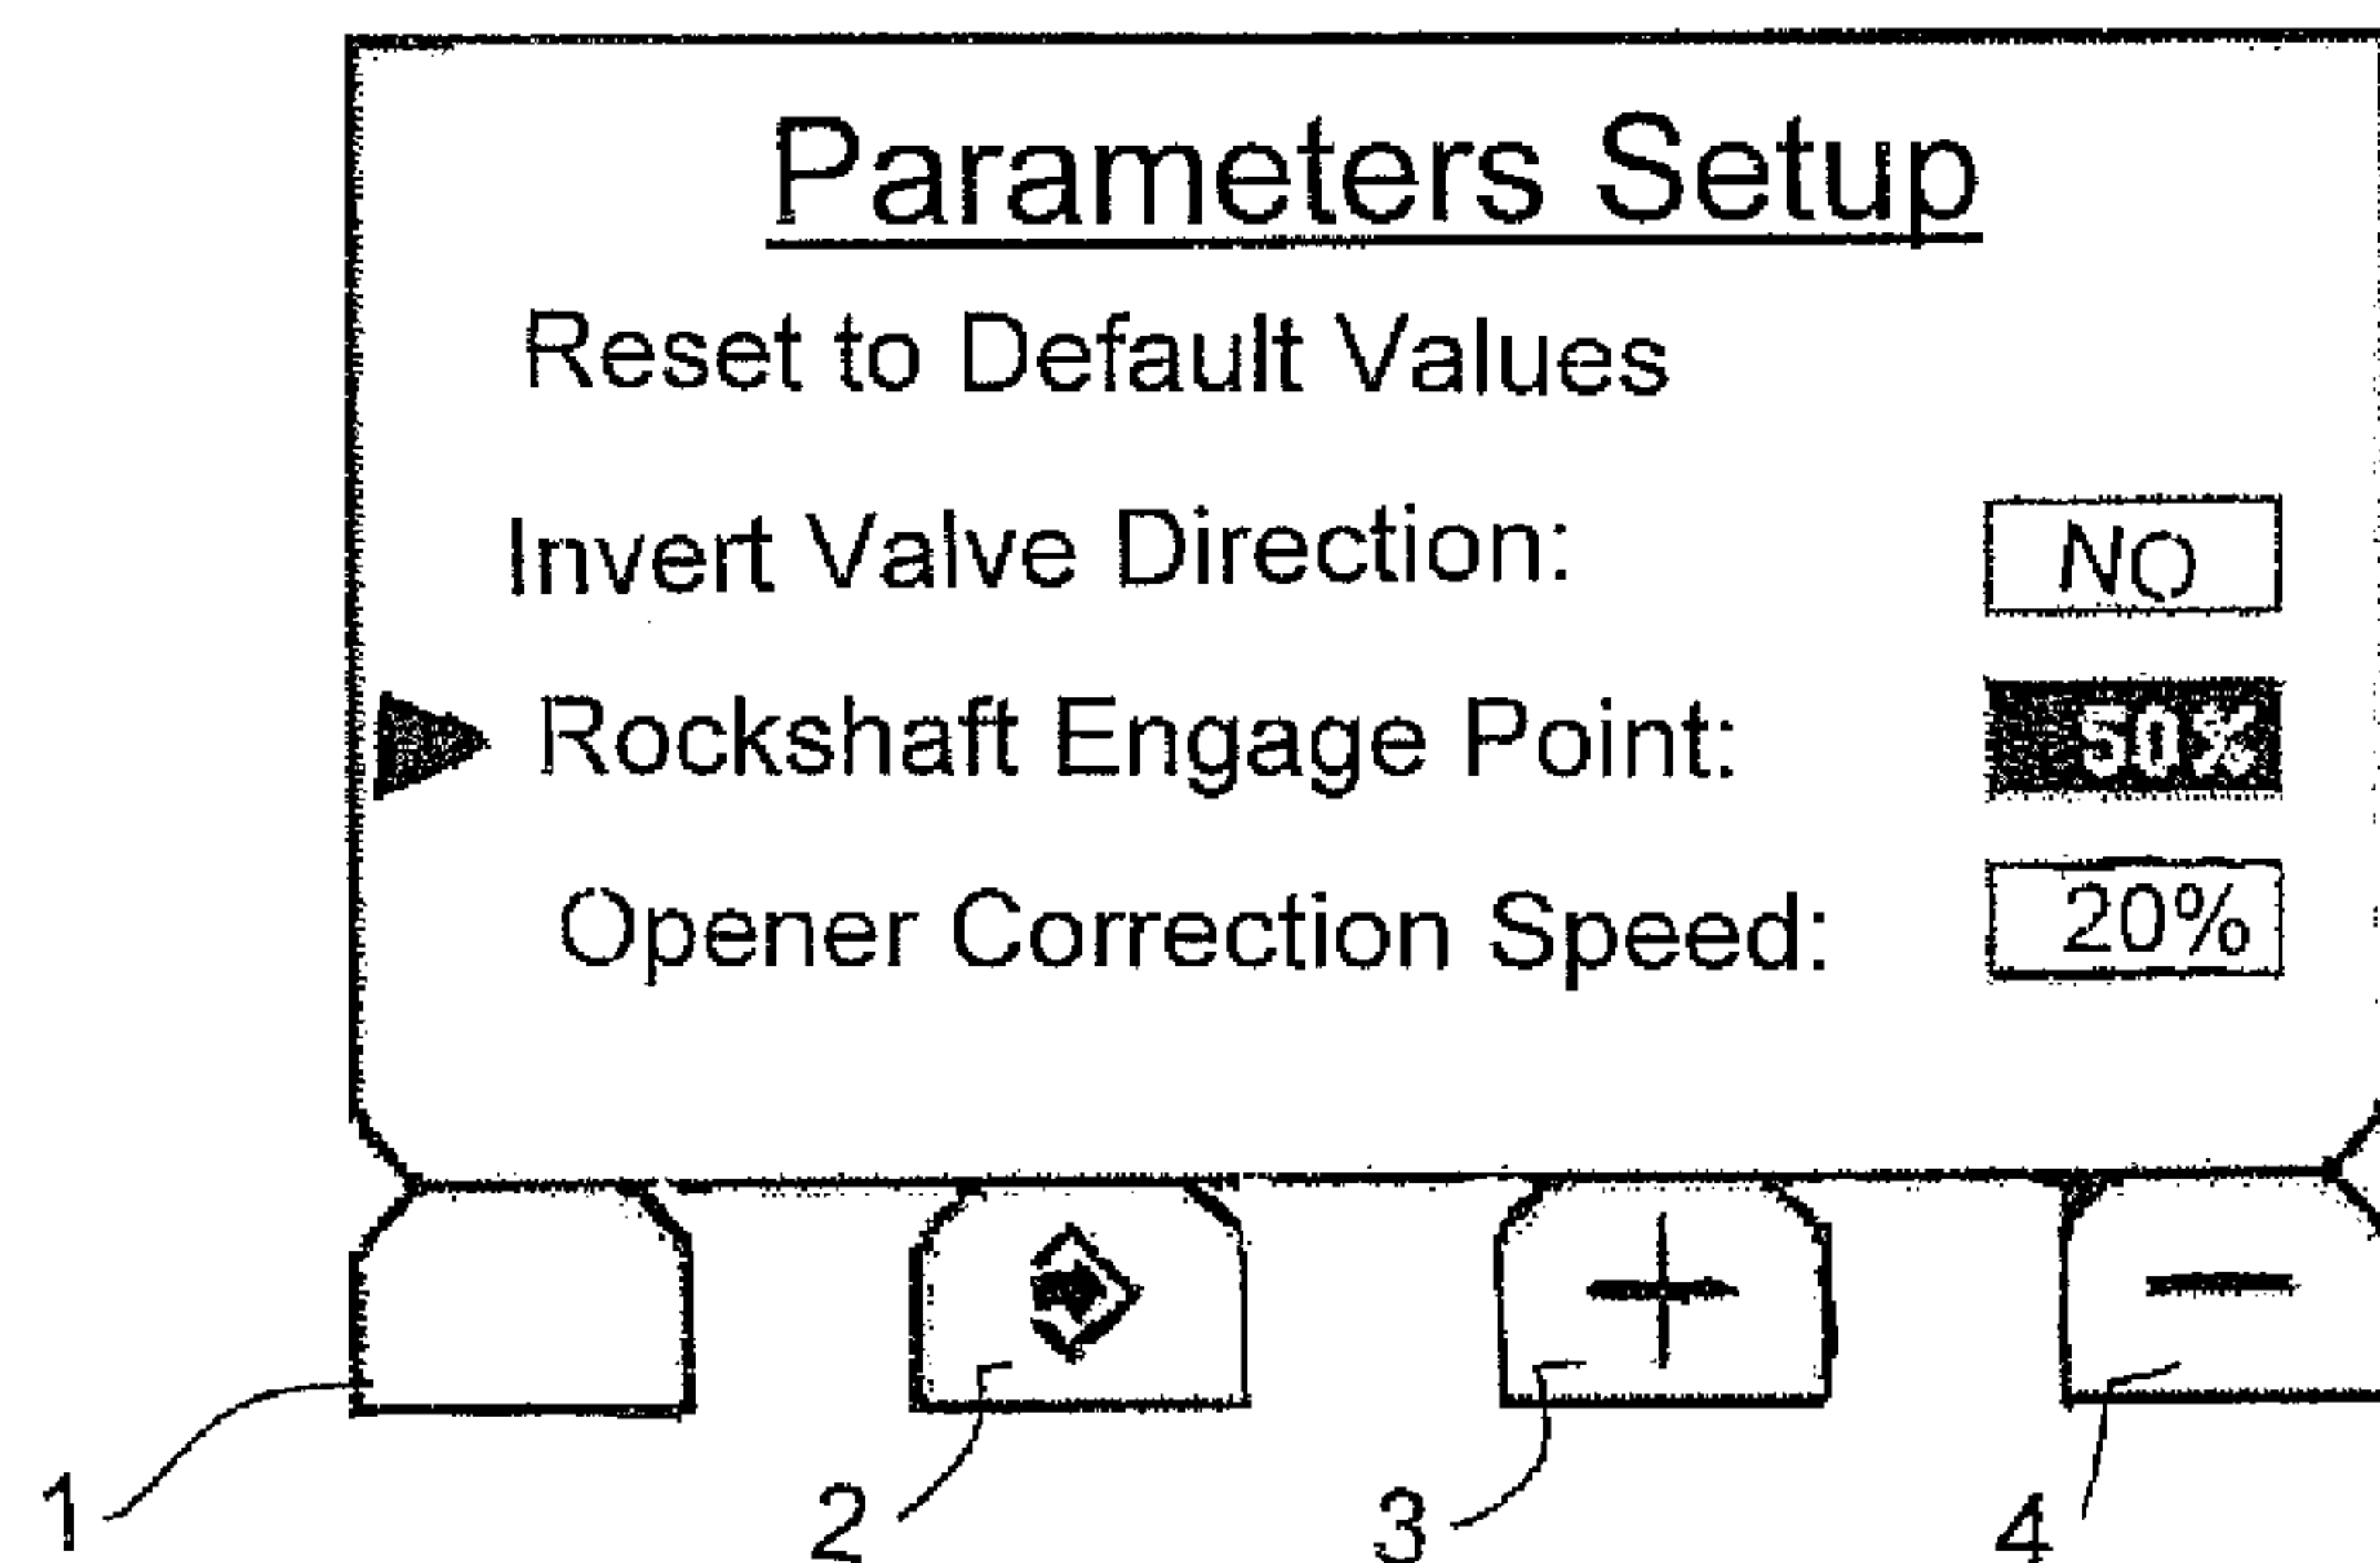 Parameters Setup
Reset to Default Values
Invert Valve Direction: NO
Rockshaft Engage Point:
Opener Correction Speed: 20%
+ −
1 2 3 4